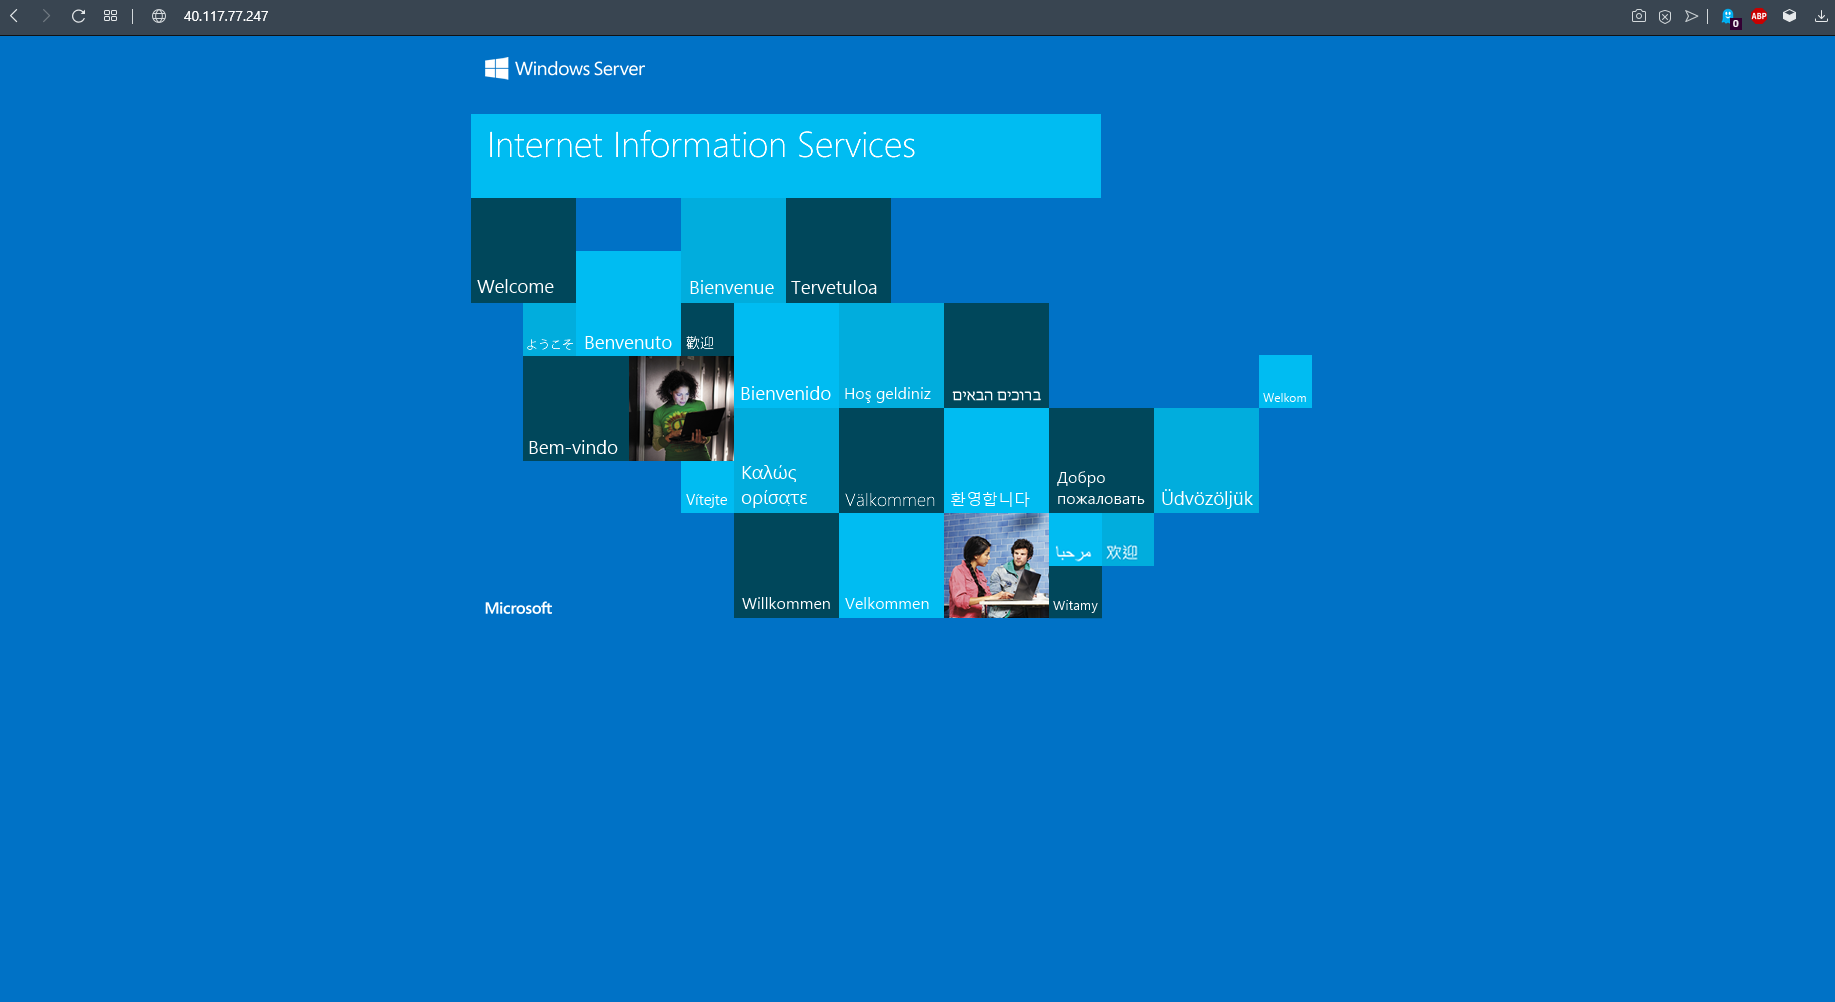 40.117.77.247
0
ABP
Windows Server
Internet Information Services
Welcome
Bienvenue
Tervetuloa
ようこそ
Benvenuto
歡迎
Bienvenido
Hoş geldiniz
ברוכים הבאים
Welkom
Bem-vindo
Vítejte
Καλώς
ορίσατε
Välkommen
환영합니다
Добро
пожаловать
Üdvözöljük
مرحبا
欢迎
Willkommen
Velkommen
Witamy
Microsoft